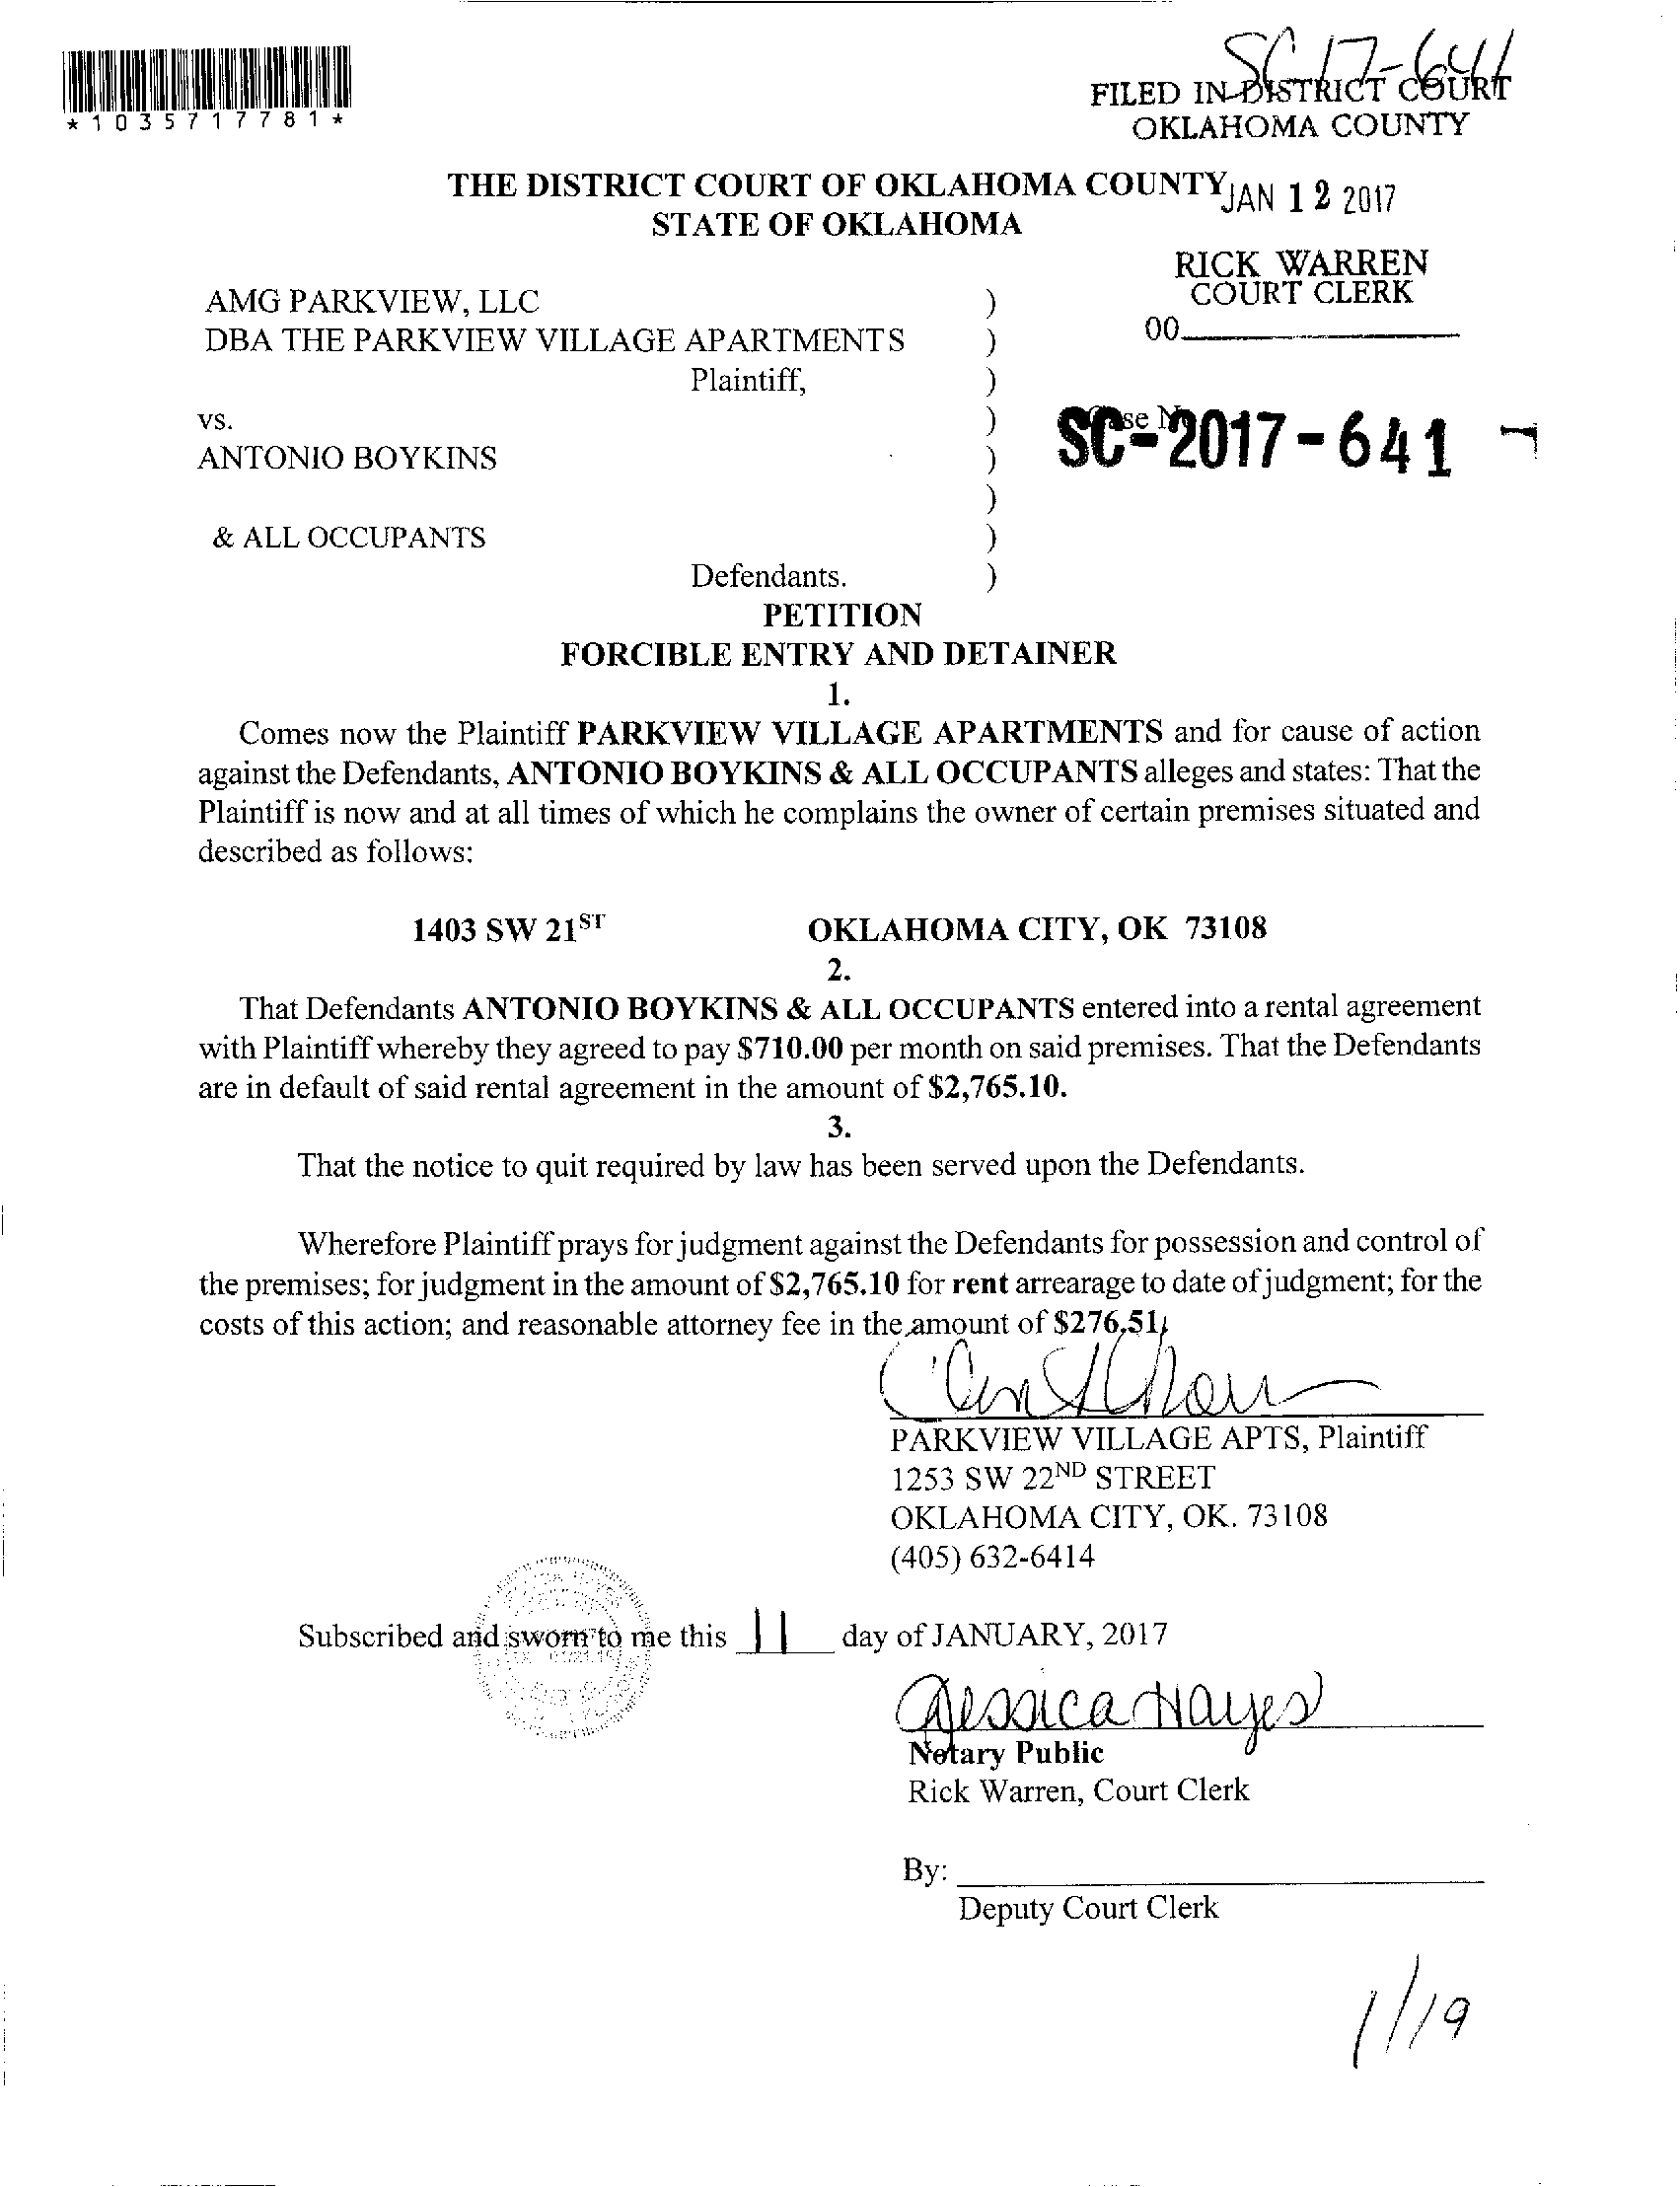 SC-17-641
*1035717781*
FILED IN DISTRICT COURT
OKLAHOMA COUNTY
THE DISTRICT COURT OF OKLAHOMA COUNTY JAN 12 2017
STATE OF OKLAHOMA
RICK WARREN
COURT CLERK
00
AMG PARKVIEW, LLC )
DBA THE PARKVIEW VILLAGE APARTMENTS )
Plaintiff, )
vs. ) SC-2017-641
ANTONIO BOYKINS )
)
& ALL OCCUPANTS )
Defendants. )
PETITION
FORCIBLE ENTRY AND DETAINER
1.
Comes now the Plaintiff PARKVIEW VILLAGE APARTMENTS and for cause of action
against the Defendants, ANTONIO BOYKINS & ALL OCCUPANTS alleges and states: That the
Plaintiff is now and at all times of which he complains the owner of certain premises situated and
described as follows:
1403 SW 21ST OKLAHOMA CITY, OK 73108
2.
That Defendants ANTONIO BOYKINS & ALL OCCUPANTS entered into a rental agreement
with Plaintiff whereby they agreed to pay $710.00 per month on said premises. That the Defendants
are in default of said rental agreement in the amount of $2,765.10.
3.
That the notice to quit required by law has been served upon the Defendants.
Wherefore Plaintiff prays for judgment against the Defendants for possession and control of
the premises; for judgment in the amount of $2,765.10 for rent arrearage to date of judgment; for the
costs of this action; and reasonable attorney fee in the amount of $276.51.
PARKVIEW VILLAGE APTS, Plaintiff
1253 SW 22ND STREET
OKLAHOMA CITY, OK. 73108
(405) 632-6414
Subscribed and sworn to me this 11 day of JANUARY, 2017
Jessica Hayes
Notary Public
Rick Warren, Court Clerk
By:
Deputy Court Clerk
1/19